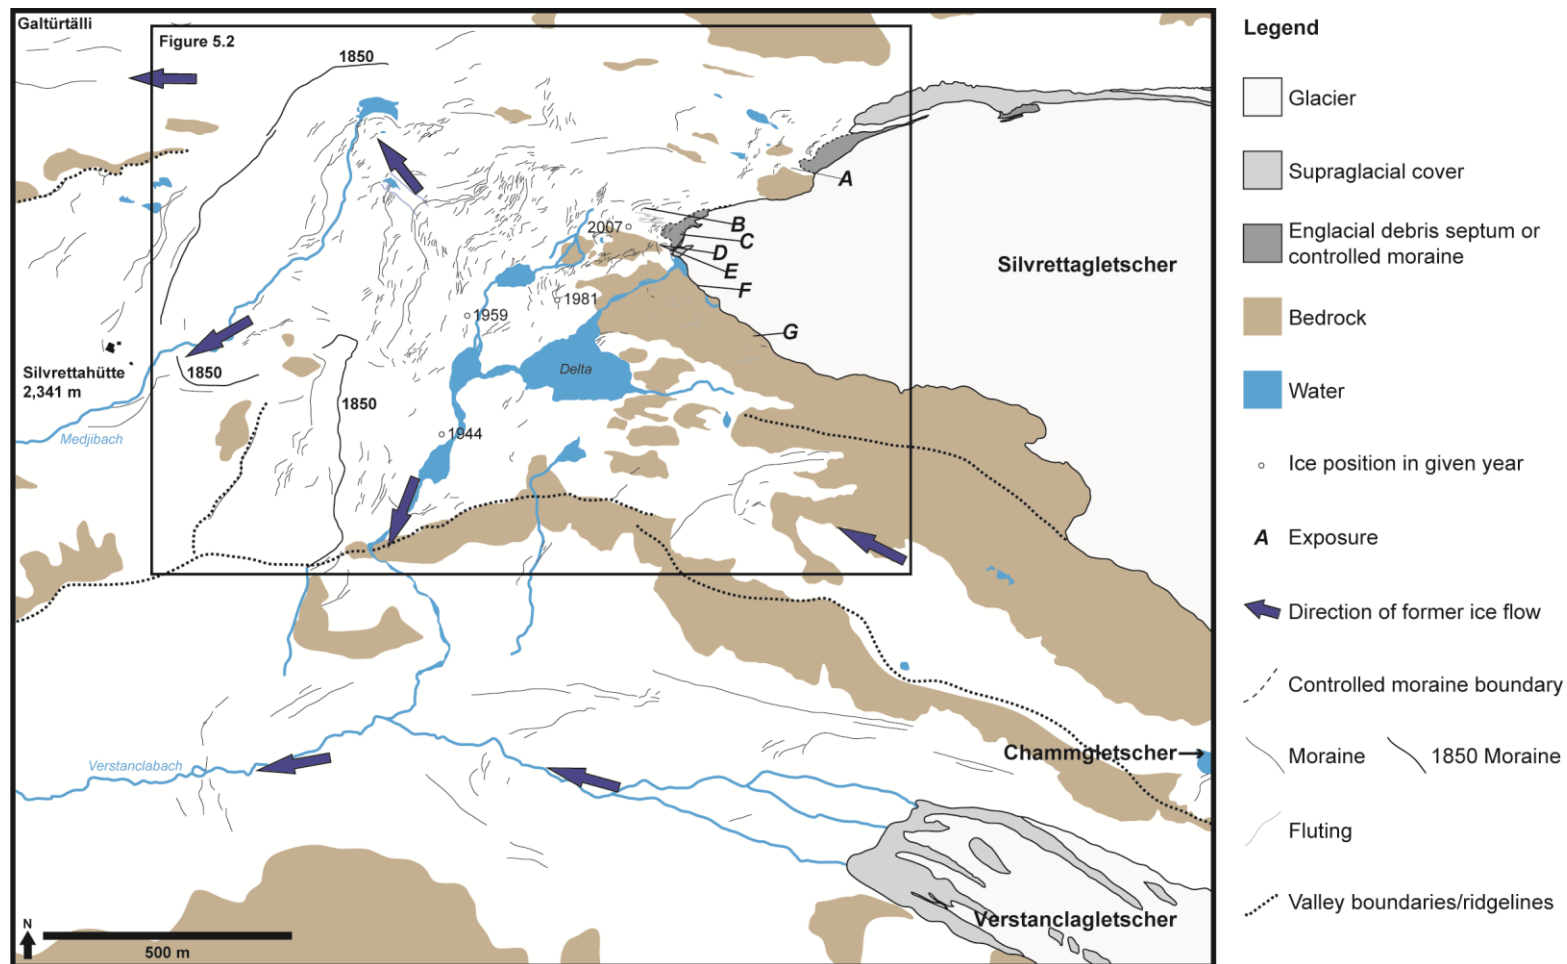 Galtürtälli
Figure 5.2
1850
A
B
2007
C
D
E
Silvrettagletscher
F
1981
1959
G
Silvrettahütte
2,341 m
1850
Delta
1850
Medjibach
1944
Chammgletscher
Verstanclabach
Verstanclagletscher
N
500 m
Legend
Glacier
Supraglacial cover
Englacial debris septum or
controlled moraine
Bedrock
Water
Ice position in given year
A Exposure
Direction of former ice flow
Controlled moraine boundary
Moraine 1850 Moraine
Fluting
Valley boundaries/ridgelines